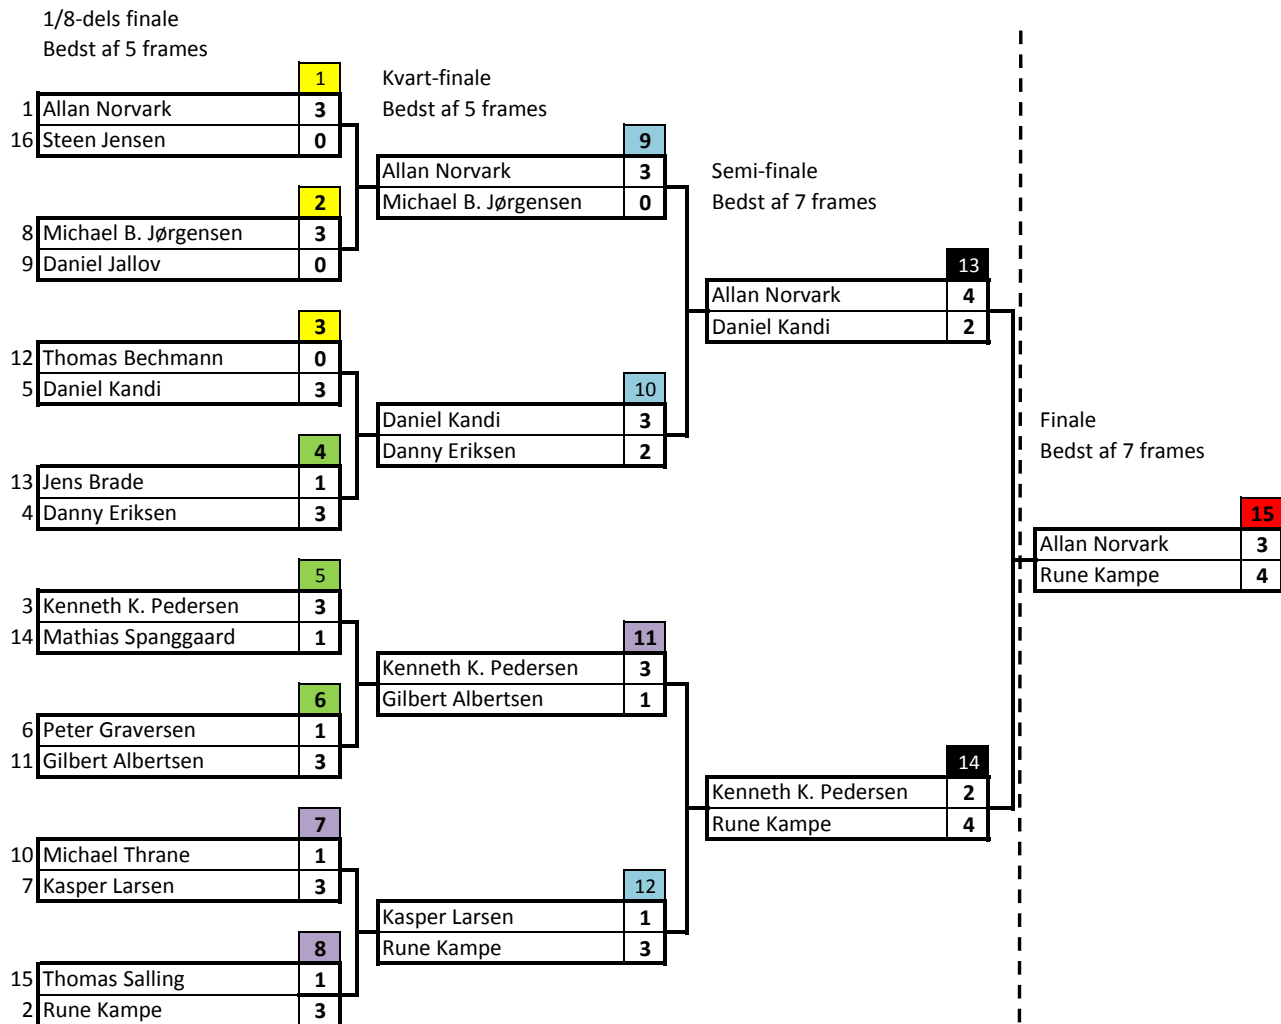 1/8-dels finale
Bedst af 5 frames
1
1 Allan Norvark 3
16 Steen Jensen 0
2
8 Michael B. Jørgensen 3
9 Daniel Jallov 0
3
12 Thomas Bechmann 0
5 Daniel Kandi 3
4
13 Jens Brade 1
4 Danny Eriksen 3
5
3 Kenneth K. Pedersen 3
14 Mathias Spanggaard 1
6
6 Peter Graversen 1
11 Gilbert Albertsen 3
7
10 Michael Thrane 1
7 Kasper Larsen 3
8
15 Thomas Salling 1
2 Rune Kampe 3
Kvart-finale
Bedst af 5 frames
9
Allan Norvark 3
Michael B. Jørgensen 0
10
Daniel Kandi 3
Danny Eriksen 2
11
Kenneth K. Pedersen 3
Gilbert Albertsen 1
12
Kasper Larsen 1
Rune Kampe 3
Semi-finale
Bedst af 7 frames
13
Allan Norvark 4
Daniel Kandi 2
14
Kenneth K. Pedersen 2
Rune Kampe 4
Finale
Bedst af 7 frames
15
Allan Norvark 3
Rune Kampe 4